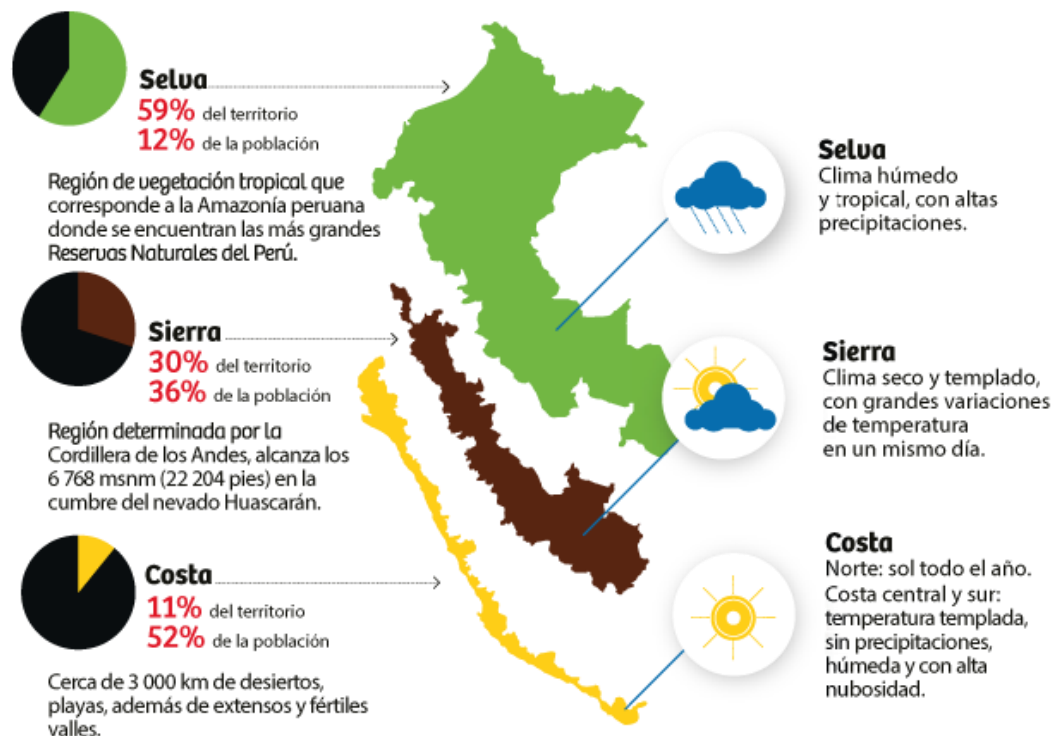 Selva
59% del territorio
12% de la población
Región de vegetación tropical que
corresponde a la Amazonía peruana
donde se encuentran las más grandes
Reservas Naturales del Perú.
Sierra
30% del territorio
36% de la población
Región determinada por la
Cordillera de los Andes, alcanza los
6 768 msnm (22 204 pies) en la
cumbre del nevado Huascarán.
Costa
11% del territorio
52% de la población
Cerca de 3 000 km de desiertos,
playas, además de extensos y fértiles
valles.
Selva
Clima húmedo
y tropical, con altas
precipitaciones.
Sierra
Clima seco y templado,
con grandes variaciones
de temperatura
en un mismo día.
Costa
Norte: sol todo el año.
Costa central y sur:
temperatura templada,
sin precipitaciones,
húmeda y con alta
nubosidad.